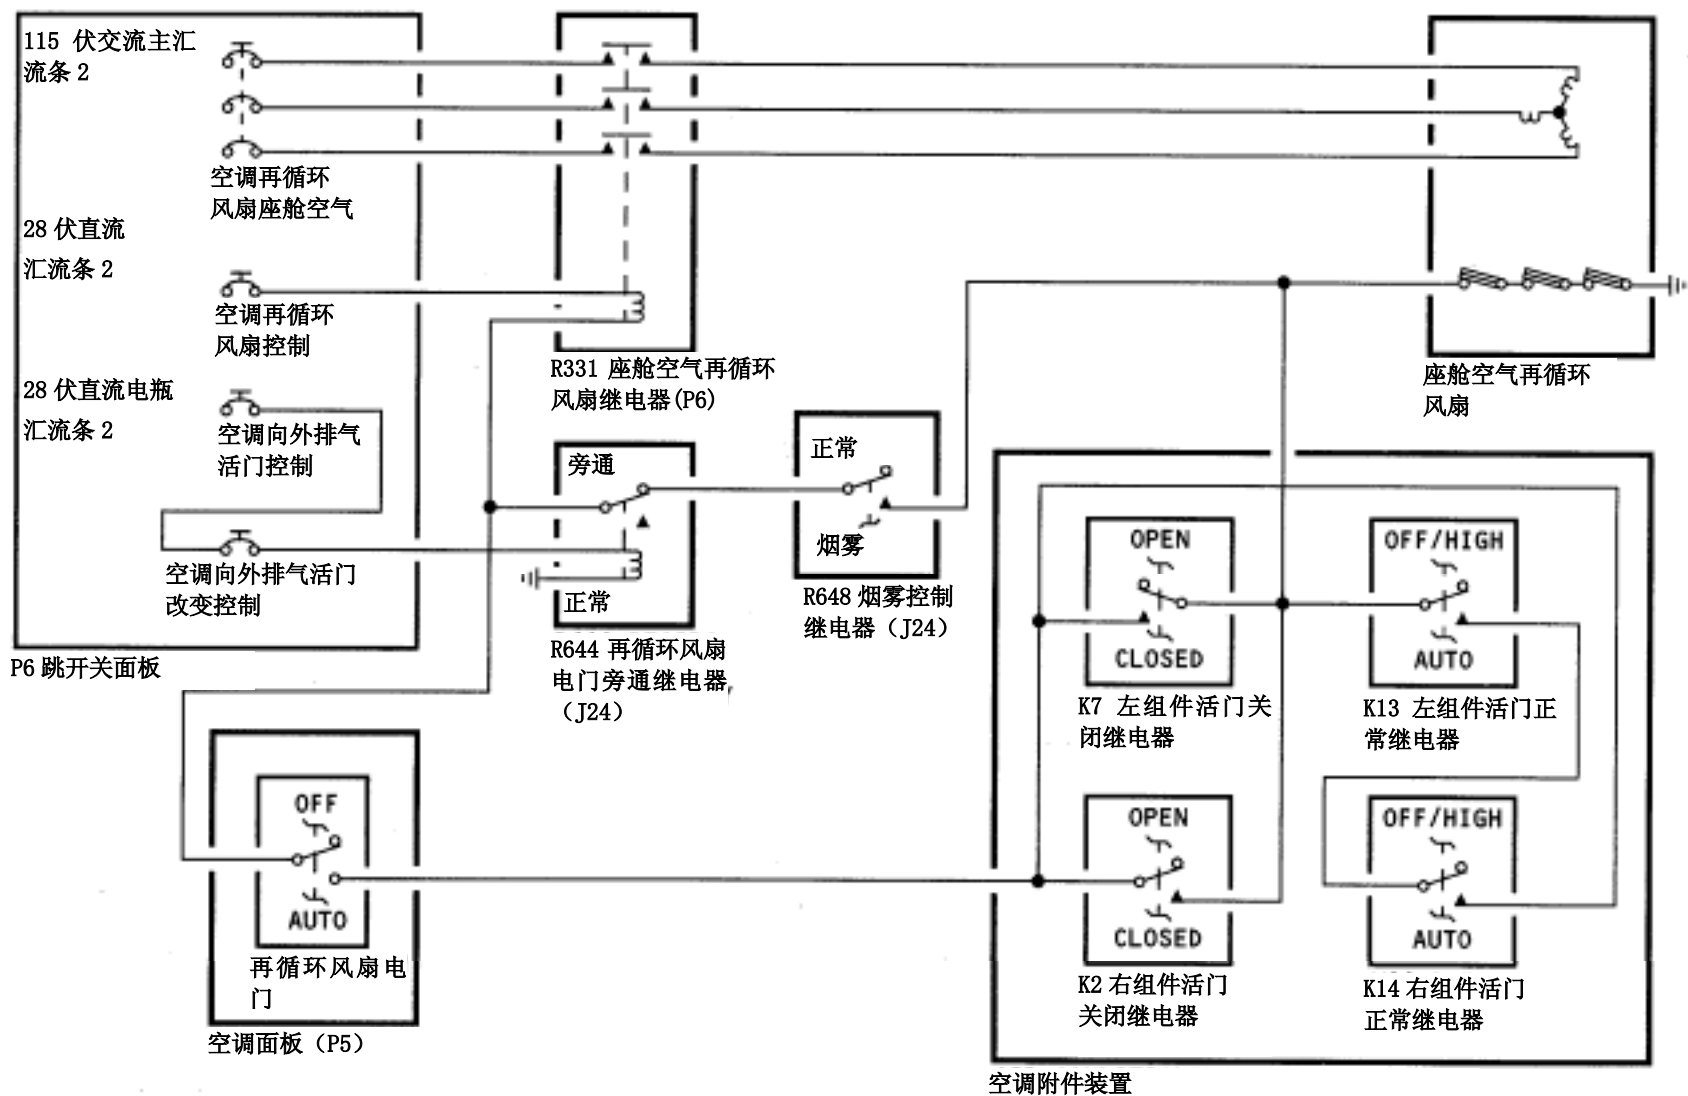 115 伏交流主汇
流条 2
空调再循环
风扇座舱空气
28 伏直流
汇流条 2
空调再循环
风扇控制
28 伏直流电瓶
汇流条 2
空调向外排气
活门控制
空调向外排气活门
改变控制
P6 跳开关面板
R331 座舱空气再循环
风扇继电器(P6)
旁通
正常
R644 再循环风扇
电门旁通继电器,
（J24）
正常
烟雾
R648 烟雾控制
继电器（J24）
座舱空气再循环
风扇
OPEN
CLOSED
K7 左组件活门关
闭继电器
OFF/HIGH
AUTO
K13 左组件活门正
常继电器
OPEN
CLOSED
K2 右组件活门
关闭继电器
OFF/HIGH
AUTO
K14 右组件活门
正常继电器
空调附件装置
OFF
AUTO
再循环风扇电
门
空调面板（P5）